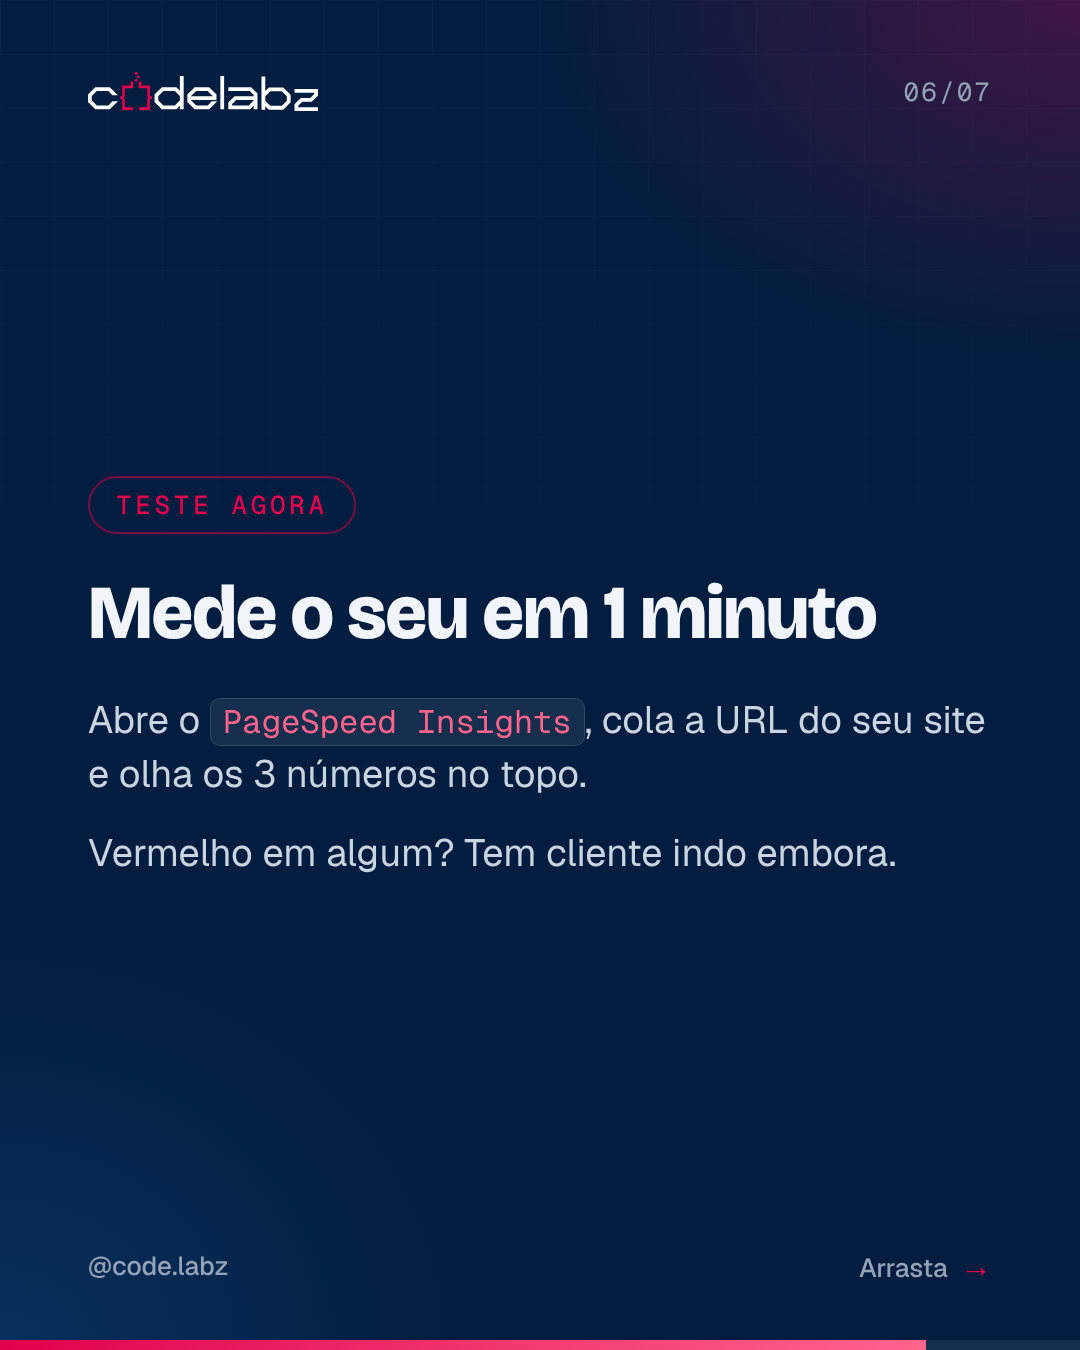 codelabz
06/07
TESTE AGORA
Mede o seu em 1 minuto
Abre o PageSpeed Insights, cola a URL do seu site
e olha os 3 números no topo.
Vermelho em algum? Tem cliente indo embora.
@code.labz
Arrasta →